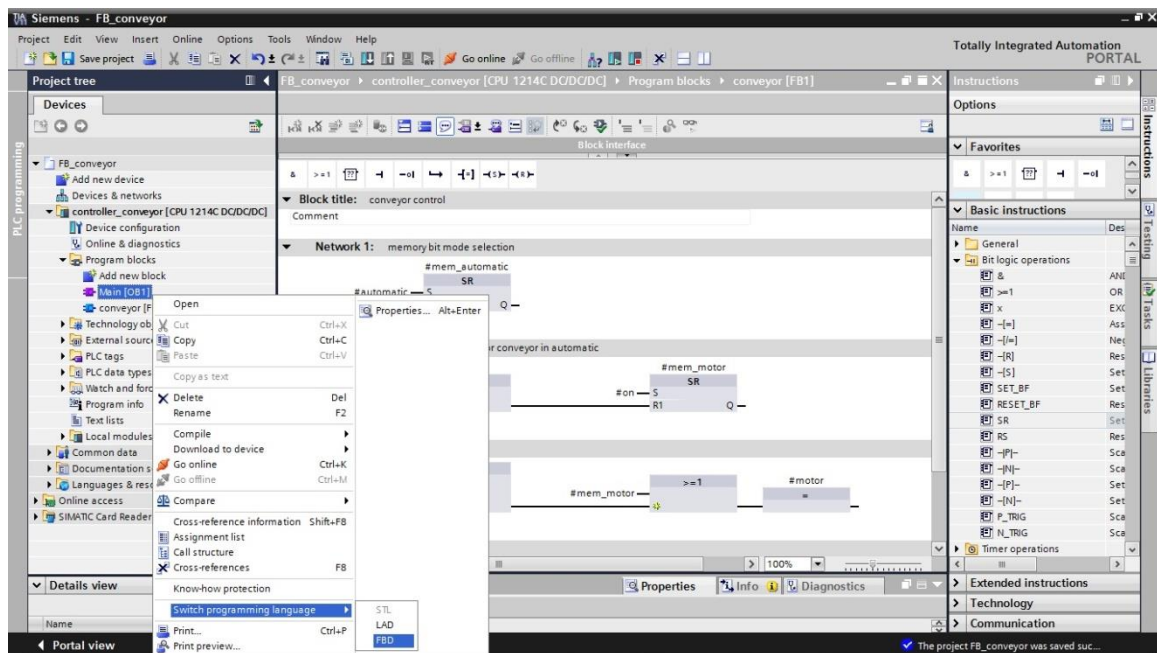 Siemens - FB_conveyor
Project Edit View Insert Online Options Tools Window Help
Totally Integrated Automation
PORTAL
Save project
Go online
Go offline
Project tree
FB_conveyor ▸ controller_conveyor [CPU 1214C DC/DC/DC] ▸ Program blocks ▸ conveyor [FB1]
Instructions
Devices
Options
PLC programming
Block interface
FB_conveyor
Add new device
Devices & networks
controller_conveyor [CPU 1214C DC/DC/DC]
Device configuration
Online & diagnostics
Program blocks
Add new block
Main [OB1]
conveyor [F
Technology obj
External source
PLC tags
PLC data types
Watch and forc
Program info
Text lists
Local modules
Common data
Documentation s
Languages & reso
Online access
SIMATIC Card Reader
Details view
Name
Open
Cut Ctrl+X
Copy Ctrl+C
Paste Ctrl+V
Copy as text
Delete Del
Rename F2
Compile
Download to device
Go online Ctrl+K
Go offline Ctrl+M
Compare
Cross-reference information Shift+F8
Assignment list
Call structure
Cross-references F8
Know-how protection
Switch programming language
Print... Ctrl+P
Print preview...
Properties... Alt+Enter
STL
LAD
FBD
& >=1 ?? -| -o| -[=] -(S)- -(R)-
Block title: conveyor control
Comment
Network 1: memory bit mode selection
#mem_automatic
SR
#automatic S
Q
or conveyor in automatic
#mem_motor
SR
#on S
R1 Q
>=1
#mem_motor
#motor
=
100%
Properties Info Diagnostics
Favorites
& >=1 ?? -| -o|
Basic instructions
Name Des
General
Bit logic operations
& AND
>=1 OR
x EXC
-[=] Ass
-[/=] Neg
-[R] Res
-[S] Set
SET_BF Set
RESET_BF Res
SR Set
RS Res
-|P|- Sca
-|N|- Sca
-[P]- Set
-[N]- Set
P_TRIG Sca
N_TRIG Sca
Timer operations
Extended instructions
Technology
Communication
Instructions
Testing
Tasks
Libraries
Portal view
The project FB_conveyor was saved suc...